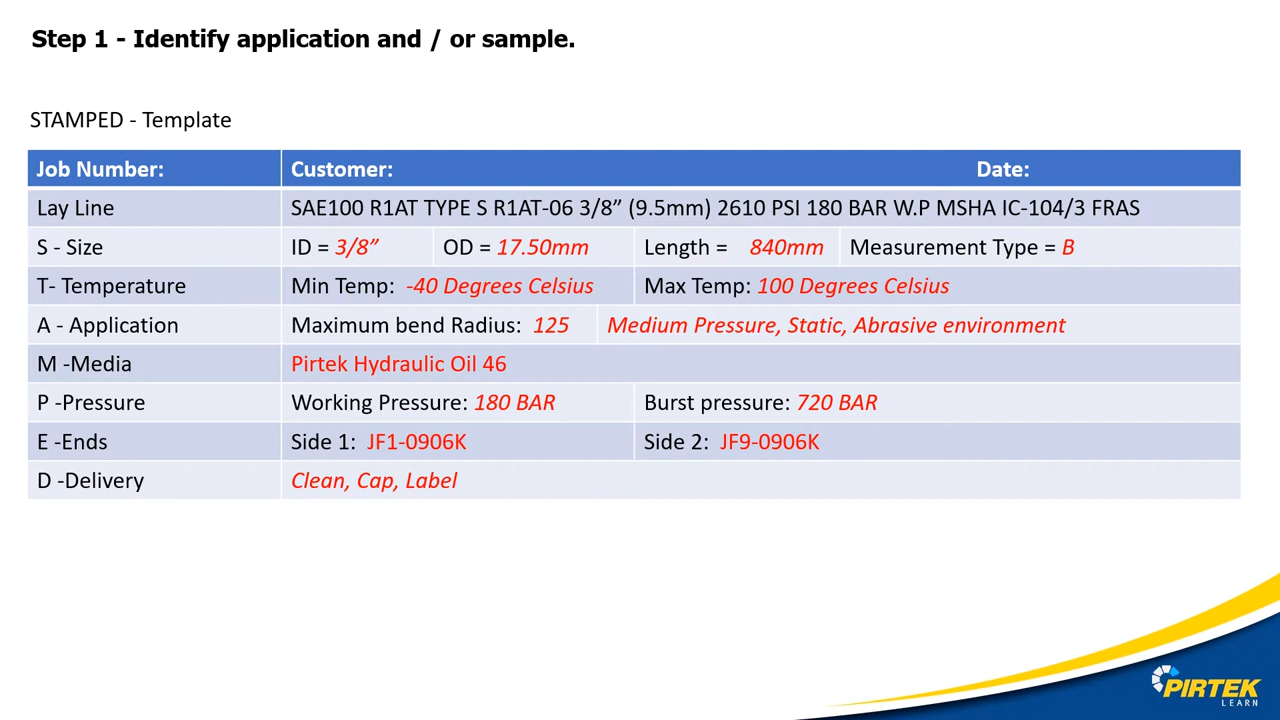 Step 1 - Identify application and / or sample.
STAMPED - Template
Job Number: Customer: Date:
Lay Line SAE100 R1AT TYPE S R1AT-06 3/8” (9.5mm) 2610 PSI 180 BAR W.P MSHA IC-104/3 FRAS
S - Size ID = 3/8” OD = 17.50mm Length = 840mm Measurement Type = B
T- Temperature Min Temp: -40 Degrees Celsius Max Temp: 100 Degrees Celsius
A - Application Maximum bend Radius: 125 Medium Pressure, Static, Abrasive environment
M -Media Pirtek Hydraulic Oil 46
P -Pressure Working Pressure: 180 BAR Burst pressure: 720 BAR
E -Ends Side 1: JF1-0906K Side 2: JF9-0906K
D -Delivery Clean, Cap, Label
PIRTEK
LEARN